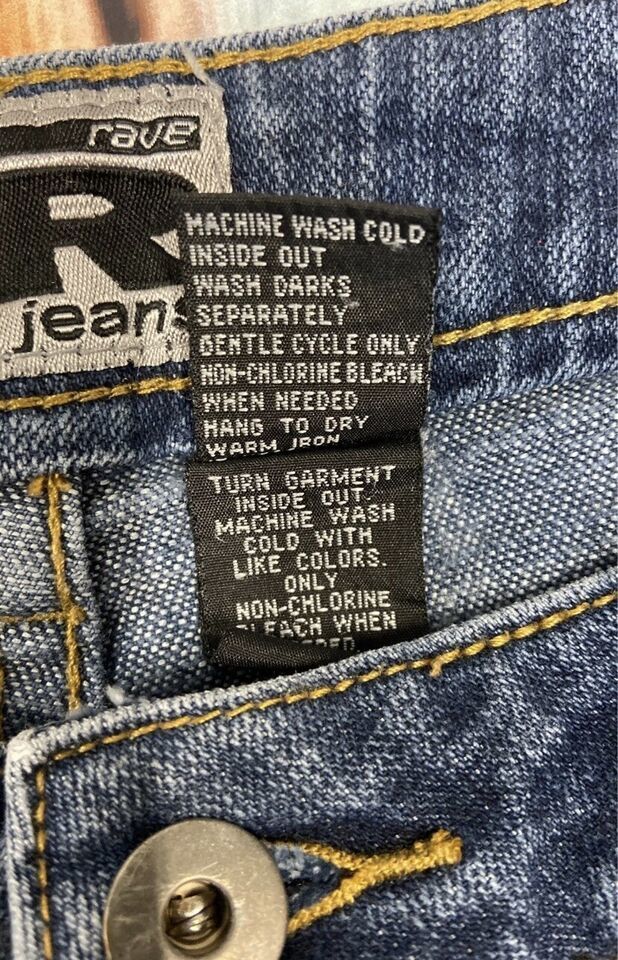 rave
R
jeans
MACHINE WASH COLD
INSIDE OUT
WASH DARKS
SEPARATELY
GENTLE CYCLE ONLY
NON-CHLORINE BLEACH
WHEN NEEDED
HANG TO DRY
WARM IRON
TURN GARMENT
INSIDE OUT.
MACHINE WASH
COLD WITH
LIKE COLORS.
ONLY
NON-CHLORINE
BLEACH WHEN